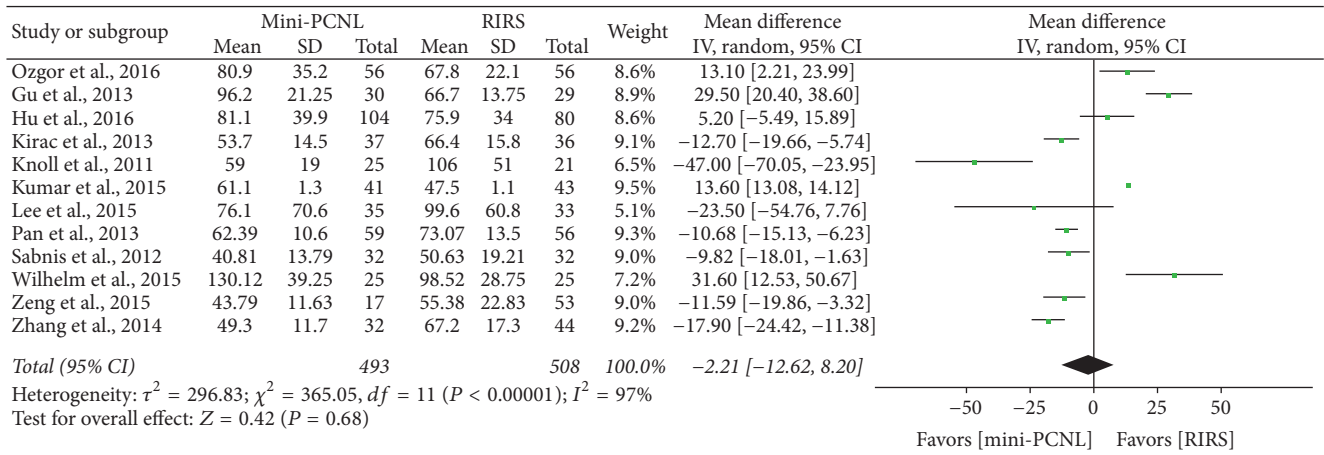 Study or subgroup Mini-PCNL RIRS Weight Mean difference Mean difference
Mean SD Total Mean SD Total IV, random, 95% CI IV, random, 95% CI
Ozgor et al., 2016 80.9 35.2 56 67.8 22.1 56 8.6% 13.10 [2.21, 23.99]
Gu et al., 2013 96.2 21.25 30 66.7 13.75 29 8.9% 29.50 [20.40, 38.60]
Hu et al., 2016 81.1 39.9 104 75.9 34 80 8.6% 5.20 [−5.49, 15.89]
Kirac et al., 2013 53.7 14.5 37 66.4 15.8 36 9.1% −12.70 [−19.66, −5.74]
Knoll et al., 2011 59 19 25 106 51 21 6.5% −47.00 [−70.05, −23.95]
Kumar et al., 2015 61.1 1.3 41 47.5 1.1 43 9.5% 13.60 [13.08, 14.12]
Lee et al., 2015 76.1 70.6 35 99.6 60.8 33 5.1% −23.50 [−54.76, 7.76]
Pan et al., 2013 62.39 10.6 59 73.07 13.5 56 9.3% −10.68 [−15.13, −6.23]
Sabnis et al., 2012 40.81 13.79 32 50.63 19.21 32 9.0% −9.82 [−18.01, −1.63]
Wilhelm et al., 2015 130.12 39.25 25 98.52 28.75 25 7.2% 31.60 [12.53, 50.67]
Zeng et al., 2015 43.79 11.63 17 55.38 22.83 53 9.0% −11.59 [−19.86, −3.32]
Zhang et al., 2014 49.3 11.7 32 67.2 17.3 44 9.2% −17.90 [−24.42, −11.38]
Total (95% CI) 493 508 100.0% −2.21 [−12.62, 8.20]
Heterogeneity: τ² = 296.83; χ² = 365.05, df = 11 (P < 0.00001); I² = 97%
Test for overall effect: Z = 0.42 (P = 0.68)
−50 −25 0 25 50
Favors [mini-PCNL] Favors [RIRS]